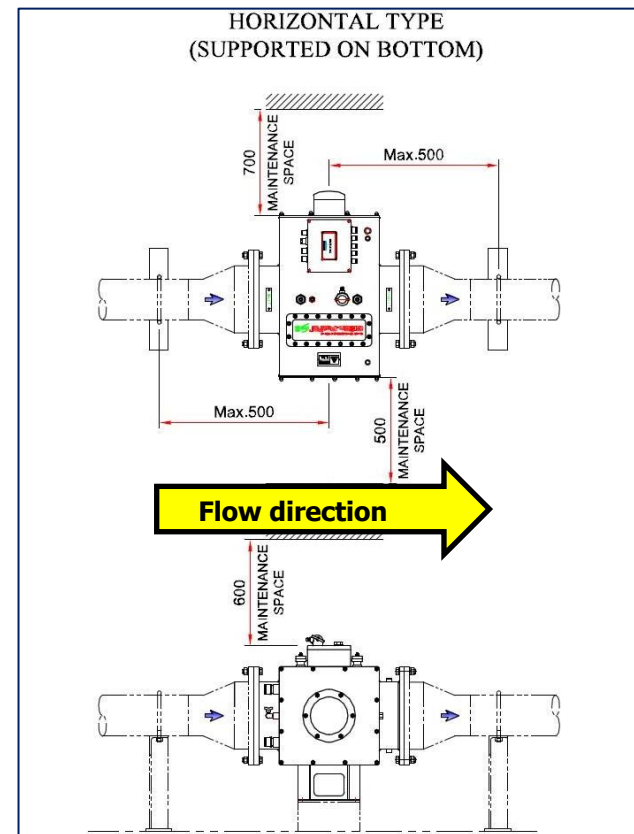 HORIZONTAL TYPE
(SUPPORTED ON BOTTOM)
700
MAINTENANCE
SPACE
Max.500
Max.500
500
MAINTENANCE
SPACE
Flow direction
600
MAINTENANCE
SPACE